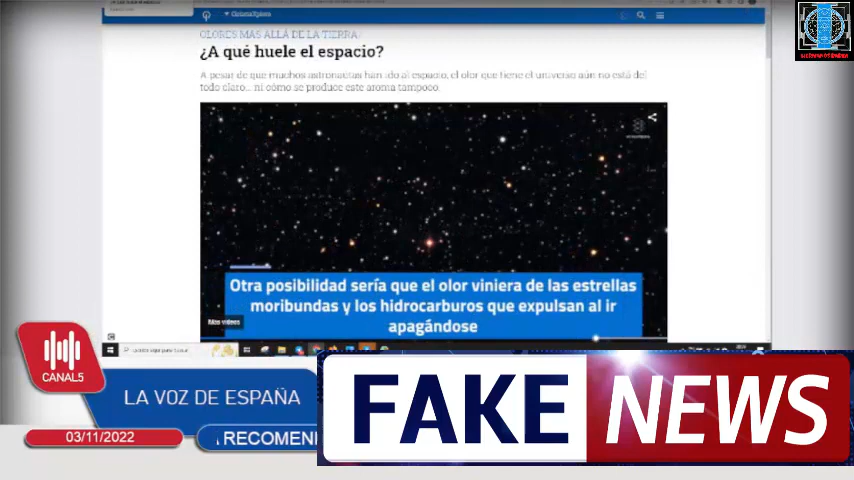 OLORES MÁS ALLÁ DE LA TIERRA
¿A qué huele el espacio?
A pesar de que muchos astronautas han ido al espacio, el olor que tiene el universo aún no está del
todo claro... ni cómo se produce este aroma tampoco.
Otra posibilidad sería que el olor viniera de las estrellas
moribundas y los hidrocarburos que expulsan al ir
apagándose
Más vídeos
CANAL5
LA VOZ DE ESPAÑA
03/11/2022
RECOMEN
FAKE NEWS